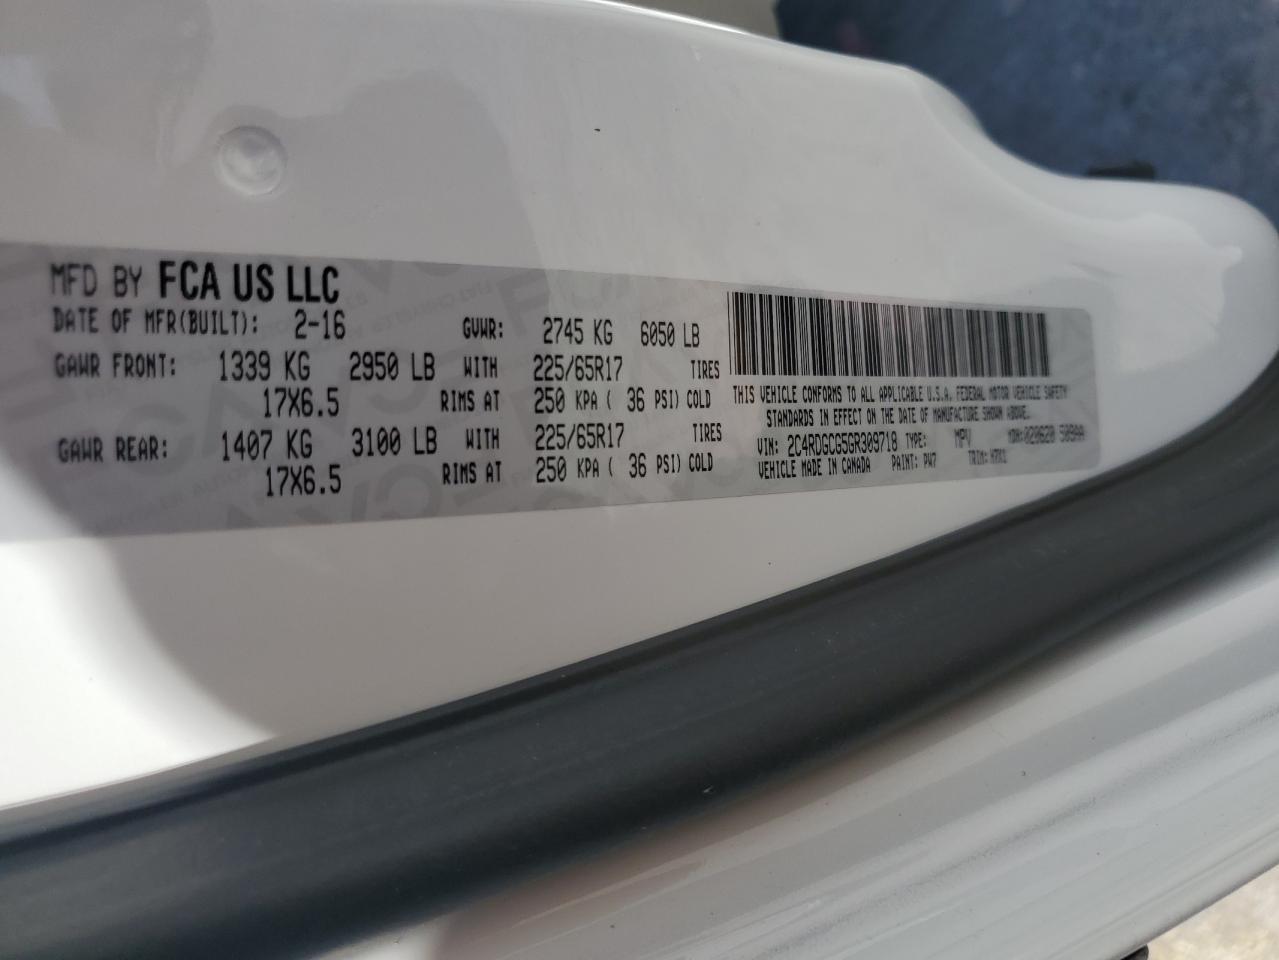 MFD BY FCA US LLC
DATE OF MFR(BUILT): 2-16 GVWR: 2745 KG 6050 LB
GAWR FRONT: 1339 KG 2950 LB WITH 225/65R17 TIRES
17X6.5 RIMS AT 250 KPA ( 36 PSI) COLD
GAWR REAR: 1407 KG 3100 LB WITH 225/65R17 TIRES
17X6.5 RIMS AT 250 KPA ( 36 PSI) COLD
THIS VEHICLE CONFORMS TO ALL APPLICABLE U.S.A. FEDERAL MOTOR VEHICLE SAFETY
STANDARDS IN EFFECT ON THE DATE OF MANUFACTURE SHOWN ABOVE.
VIN: 2C4RDGCG5GR309718 TYPE: MPV MDH:020620 509AA
VEHICLE MADE IN CANADA PAINT: PW7 TRIM: